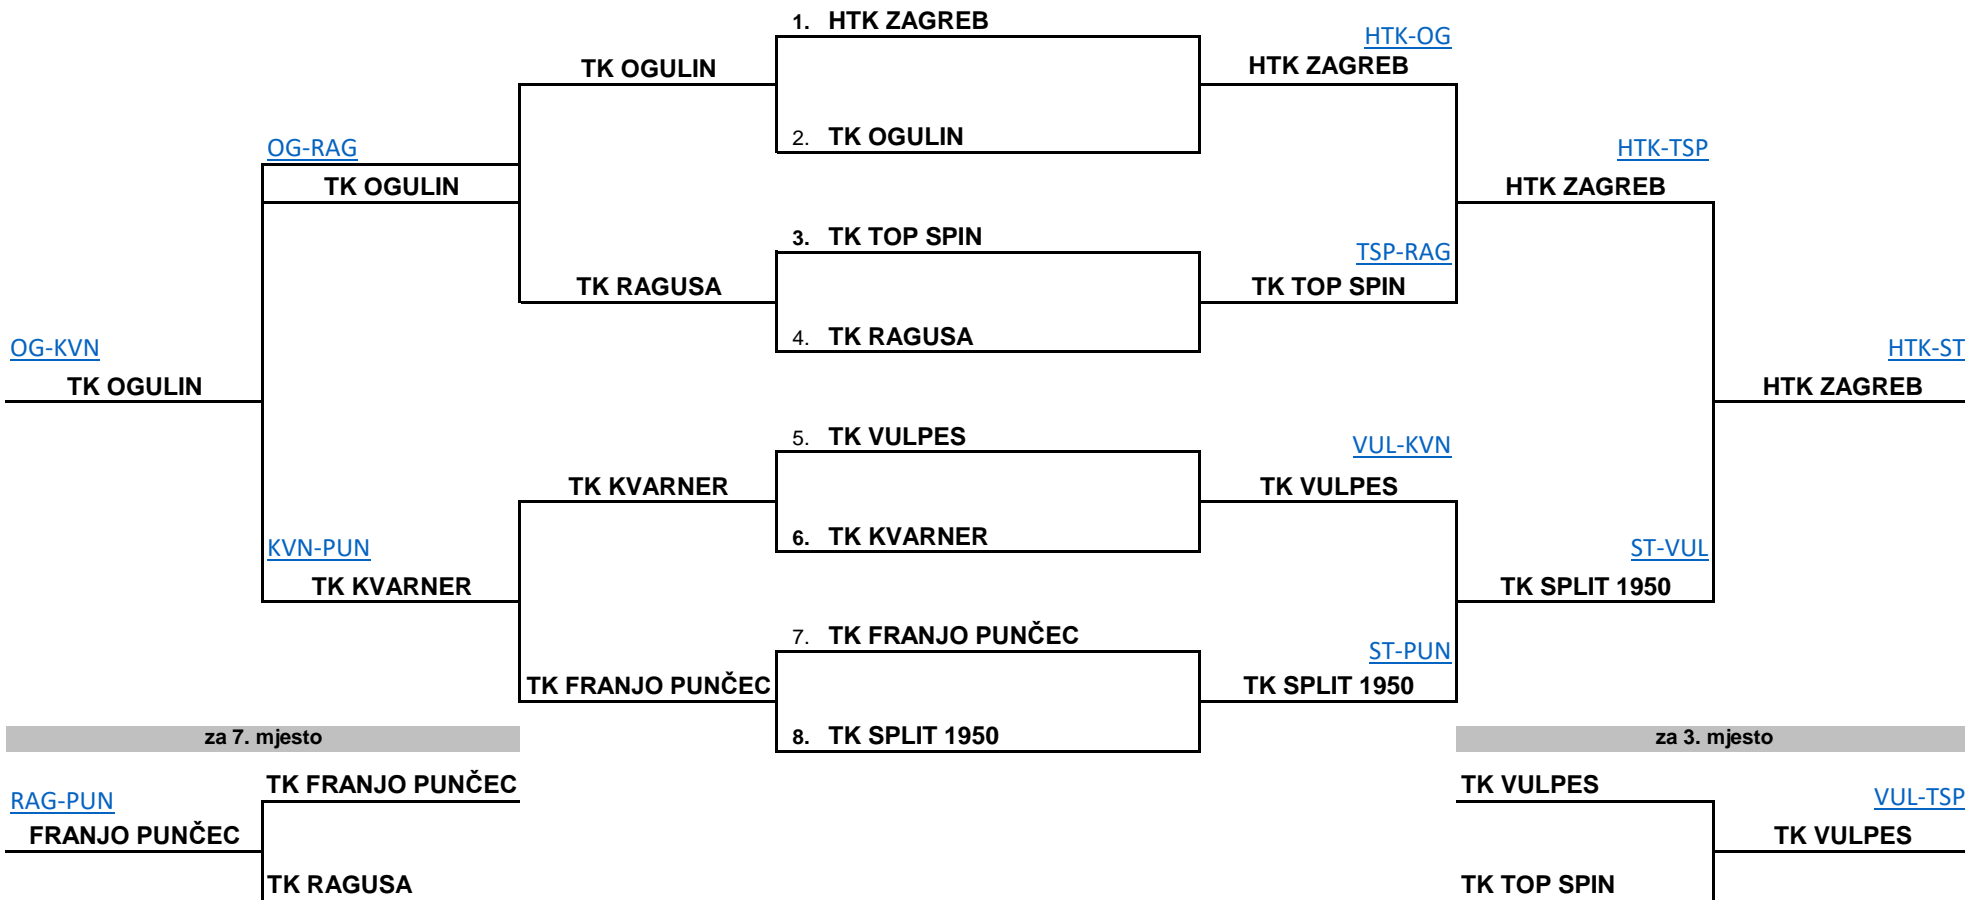 1. HTK ZAGREB
HTK-OG
TK OGULIN
HTK ZAGREB
2. TK OGULIN
OG-RAG
HTK-TSP
TK OGULIN
HTK ZAGREB
3. TK TOP SPIN
TSP-RAG
TK RAGUSA
TK TOP SPIN
4. TK RAGUSA
OG-KVN
HTK-ST
TK OGULIN
HTK ZAGREB
5. TK VULPES
VUL-KVN
TK KVARNER
TK VULPES
6. TK KVARNER
KVN-PUN
ST-VUL
TK KVARNER
TK SPLIT 1950
7. TK FRANJO PUNČEC
ST-PUN
TK FRANJO PUNČEC
TK SPLIT 1950
8. TK SPLIT 1950
za 7. mjesto
za 3. mjesto
TK FRANJO PUNČEC
TK VULPES
RAG-PUN
VUL-TSP
FRANJO PUNČEC
TK VULPES
TK RAGUSA
TK TOP SPIN